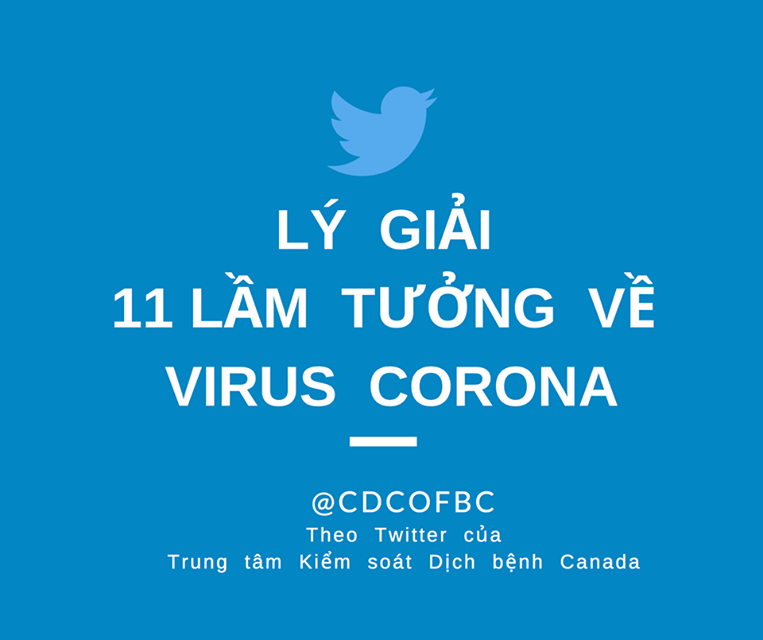 LÝ GIẢI
11 LẦM TƯỞNG VỀ
VIRUS CORONA
@CDCOFBC
Theo Twitter của
Trung tâm Kiểm soát Dịch bệnh Canada